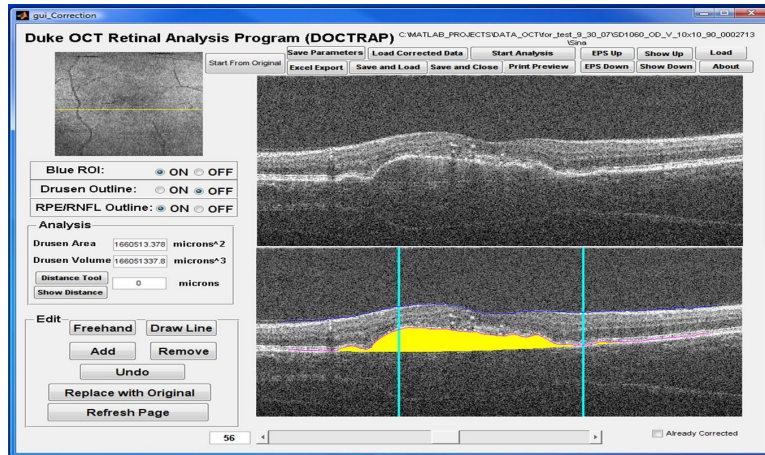 gui_Correction
Duke OCT Retinal Analysis Program (DOCTRAP)
C:\MATLAB_PROJECTS\DATA_OCT\for_test_9_30_07\SD1060_OD_V_10x10_90_0002713
\Sina
Start From Original
Save Parameters Load Corrected Data Start Analysis EPS Up Show Up Load
Excel Export Save and Load Save and Close Print Preview EPS Down Show Down About
Blue ROI: ON OFF
Drusen Outline: ON OFF
RPE/RNFL Outline: ON OFF
Analysis
Drusen Area 1660513.378 microns^2
Drusen Volume 166051337.8 microns^3
Distance Tool 0 microns
Show Distance
Edit
Freehand Draw Line
Add Remove
Undo
Replace with Original
Refresh Page
56
Already Corrected